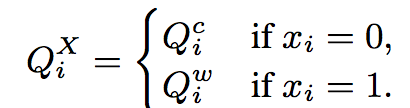 Q_i^X = { Q_i^c if x_i = 0,
Q_i^w if x_i = 1.